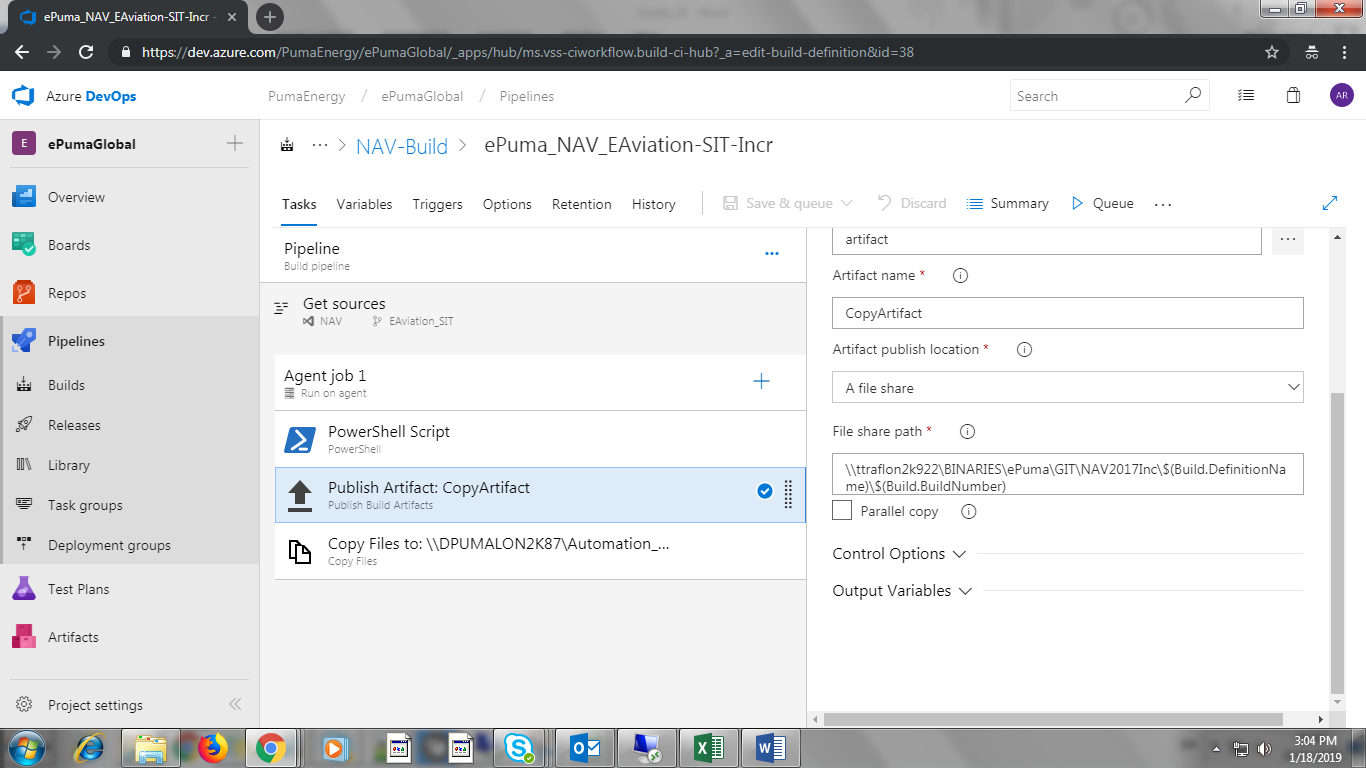 ePuma_NAV_EAviation-SIT-Incr -
https://dev.azure.com/PumaEnergy/ePumaGlobal/_apps/hub/ms.vss-ciworkflow.build-ci-hub?_a=edit-build-definition&id=38
Azure DevOps
PumaEnergy / ePumaGlobal / Pipelines
Search
AR
E ePumaGlobal
... > NAV-Build > ePuma_NAV_EAviation-SIT-Incr
Overview
Boards
Repos
Pipelines
Builds
Releases
Library
Task groups
Deployment groups
Test Plans
Artifacts
Project settings
Tasks Variables Triggers Options Retention History Save & queue Discard Summary Queue ...
Pipeline
Build pipeline
...
Get sources
NAV EAviation_SIT
Agent job 1
Run on agent
PowerShell Script
PowerShell
Publish Artifact: CopyArtifact
Publish Build Artifacts
Copy Files to: \\DPUMALON2K87\Automation_...
Copy Files
artifact
...
Artifact name *
CopyArtifact
Artifact publish location *
A file share
File share path *
\\ttraflon2k922\BINARIES\ePuma\GIT\NAV2017Inc\$(Build.DefinitionNa
me)\$(Build.BuildNumber)
Parallel copy
Control Options
Output Variables
3:04 PM
1/18/2019